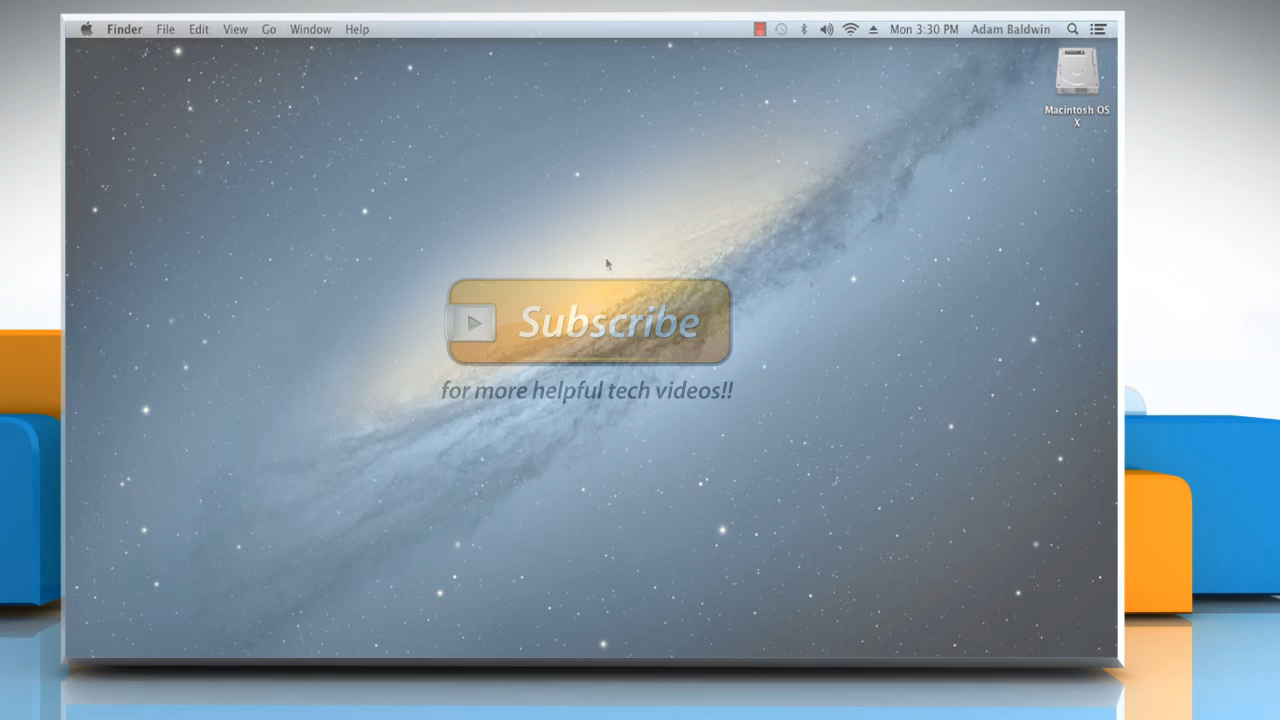 Finder File Edit View Go Window Help Mon 3:30 PM Adam Baldwin
Macintosh OS
X
Subscribe
for more helpful tech videos!!